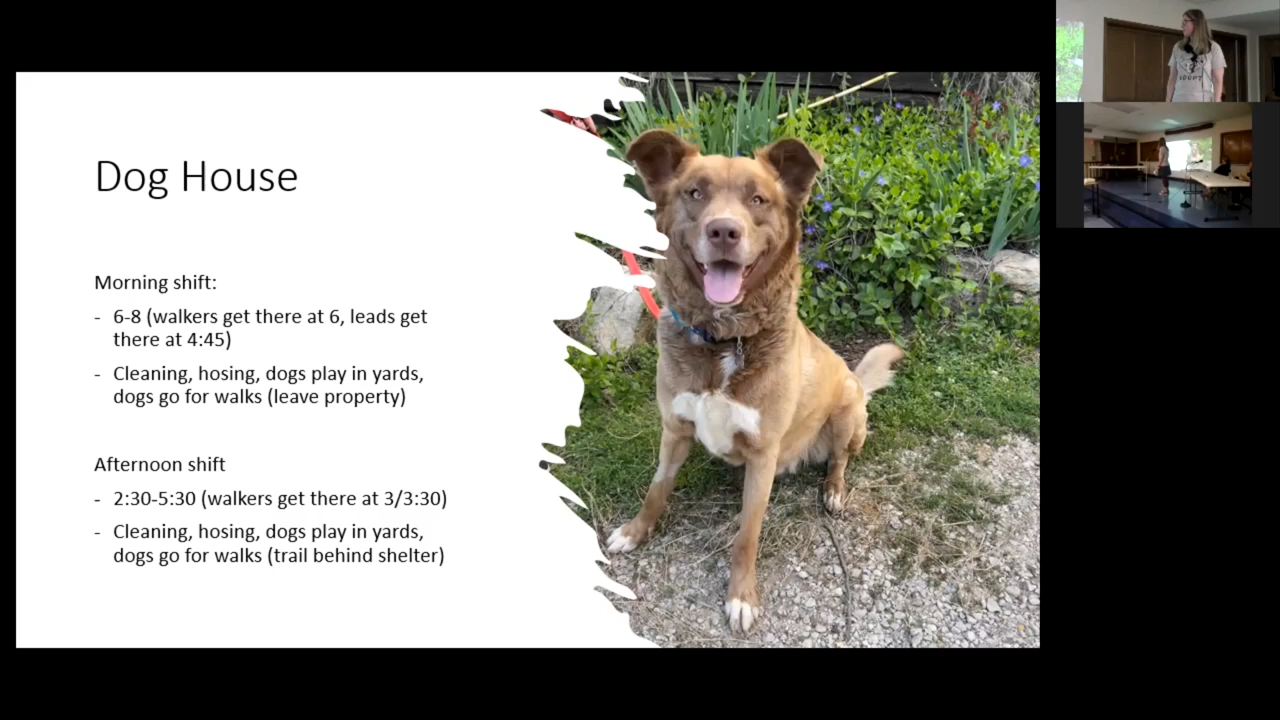 Dog House
Morning shift:
- 6-8 (walkers get there at 6, leads get
there at 4:45)
- Cleaning, hosing, dogs play in yards,
dogs go for walks (leave property)
Afternoon shift
- 2:30-5:30 (walkers get there at 3/3:30)
- Cleaning, hosing, dogs play in yards,
dogs go for walks (trail behind shelter)
ADOPT